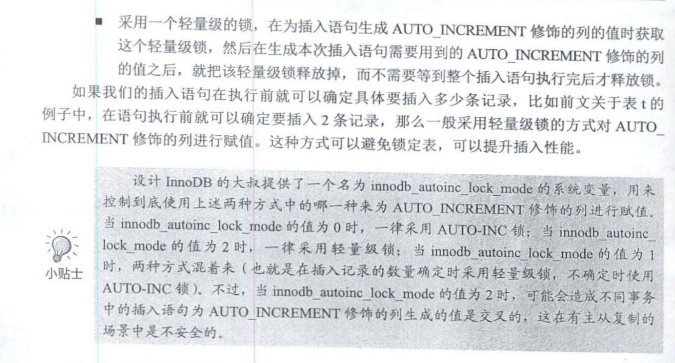 ■ 采用一个轻量级的锁，在为插入语句生成 AUTO_INCREMENT 修饰的列的值时获取
这个轻量级锁，然后在生成本次插入语句需要用到的 AUTO_INCREMENT 修饰的列
的值之后，就把该轻量级锁释放掉，而不需要等到整个插入语句执行完后才释放锁。
如果我们的插入语句在执行前就可以确定具体要插入多少条记录，比如前文关于表 t 的
例子中，在语句执行前就可以确定要插入 2 条记录，那么一般采用轻量级锁的方式对 AUTO_
INCREMENT 修饰的列进行赋值。这种方式可以避免锁定表，可以提升插入性能。
设计 InnoDB 的大叔提供了一个名为 innodb_autoinc_lock_mode 的系统变量，用来
控制到底使用上述两种方式中的哪一种来为 AUTO_INCREMENT 修饰的列进行赋值。
当 innodb_autoinc_lock_mode 的值为 0 时，一律采用 AUTO-INC 锁；当 innodb_autoinc_
lock_mode 的值为 2 时，一律采用轻量级锁；当 innodb_autoinc_lock_mode 的值为 1
时，两种方式混着来（也就是在插入记录的数量确定时采用轻量级锁，不确定时使用
AUTO-INC 锁）。不过，当 innodb_autoinc_lock_mode 的值为 2 时，可能会造成不同事务
中的插入语句为 AUTO_INCREMENT 修饰的列生成的值是交叉的，这在有主从复制的
场景中是不安全的。
小贴士